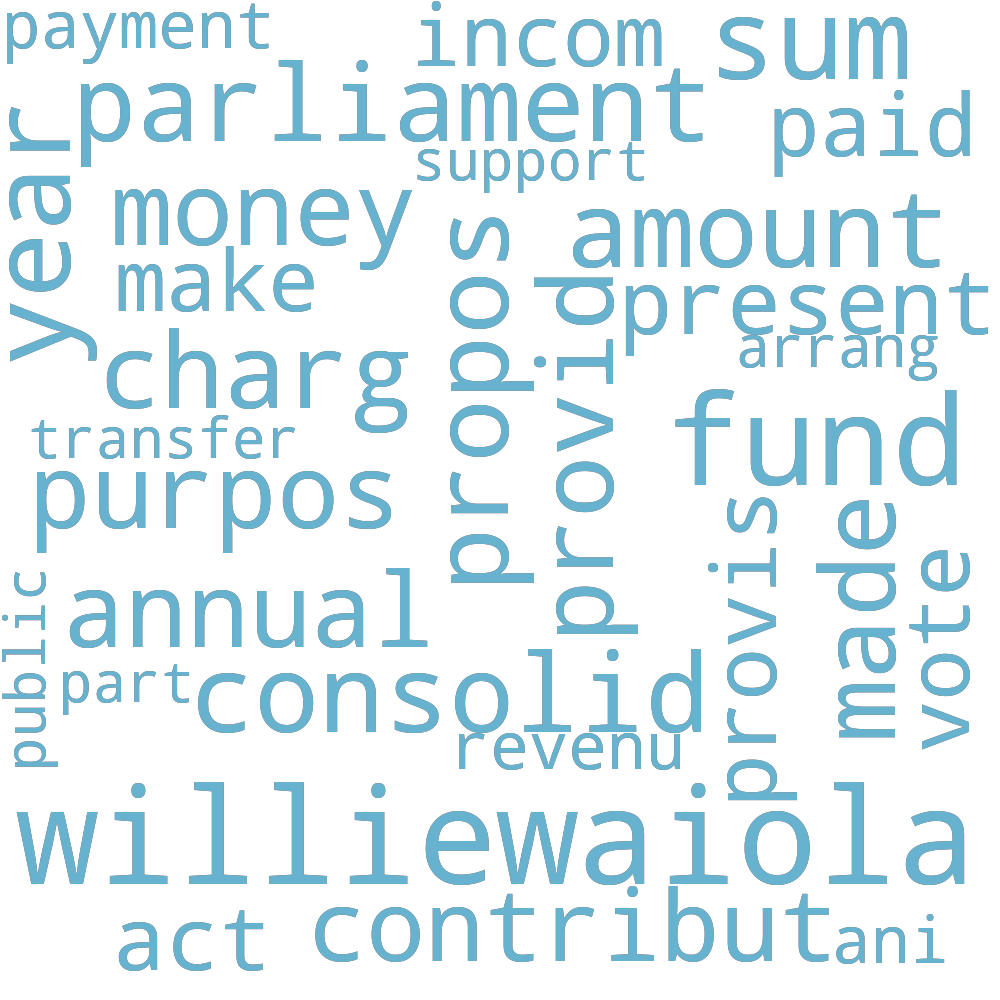 payment
incom
sum
parliament
paid
support
year
money
amount
make
propos
provid
present
arrang
charg
fund
transfer
purpos
provis
made
vote
public
annual
part
consolid
revenu
williewaiola
act
contribut
ani